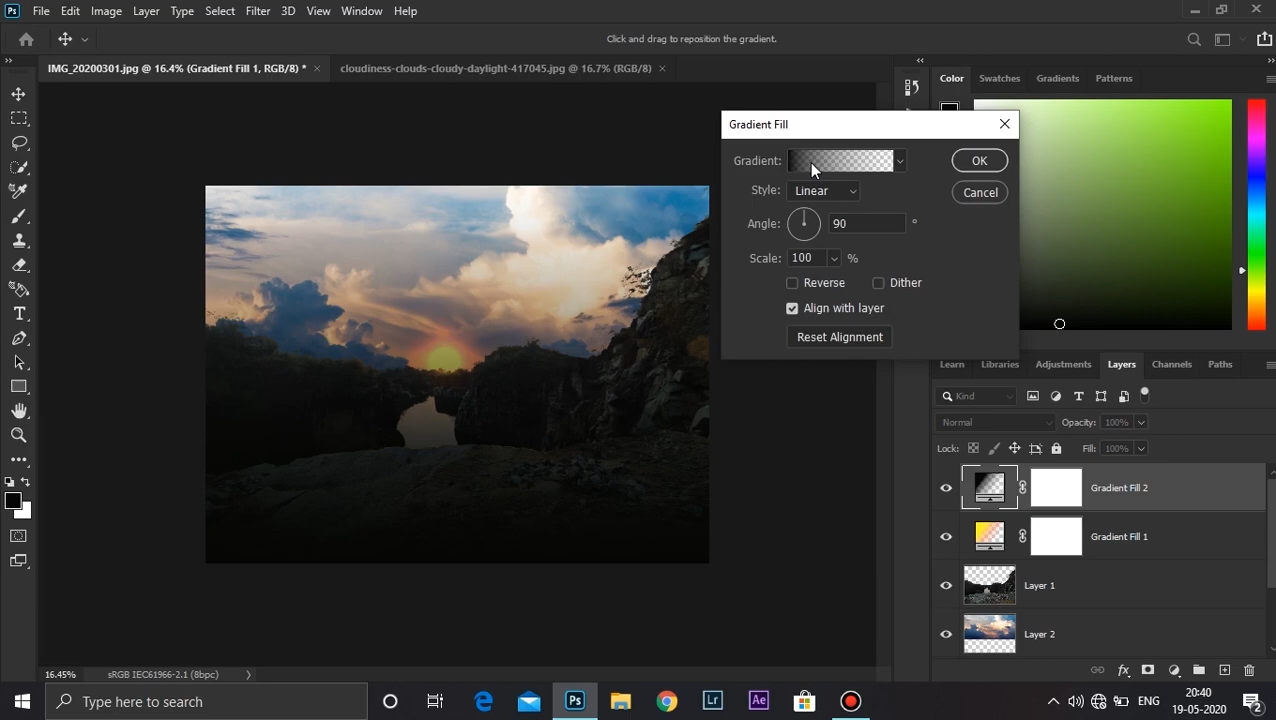 Ps File Edit Image Layer Type Select Filter 3D View Window Help
Click and drag to reposition the gradient.
IMG_20200301.jpg @ 16.4% (Gradient Fill 1, RGB/8) * ×
cloudiness-clouds-cloudy-daylight-417045.jpg @ 16.7% (RGB/8) ×
Color Swatches Gradients Patterns
Gradient Fill
Gradient: OK
Style: Linear Cancel
Angle: 90 °
Scale: 100 %
Reverse Dither
Align with layer
Reset Alignment
Learn Libraries Adjustments Layers Channels Paths
Kind
Normal Opacity: 100%
Lock: Fill: 100%
Gradient Fill 2
Gradient Fill 1
Layer 1
Layer 2
16.45% sRGB IEC61966-2.1 (8bpc)
Type here to search
Ps Lr Ae
ENG
20:40
19-05-2020
2